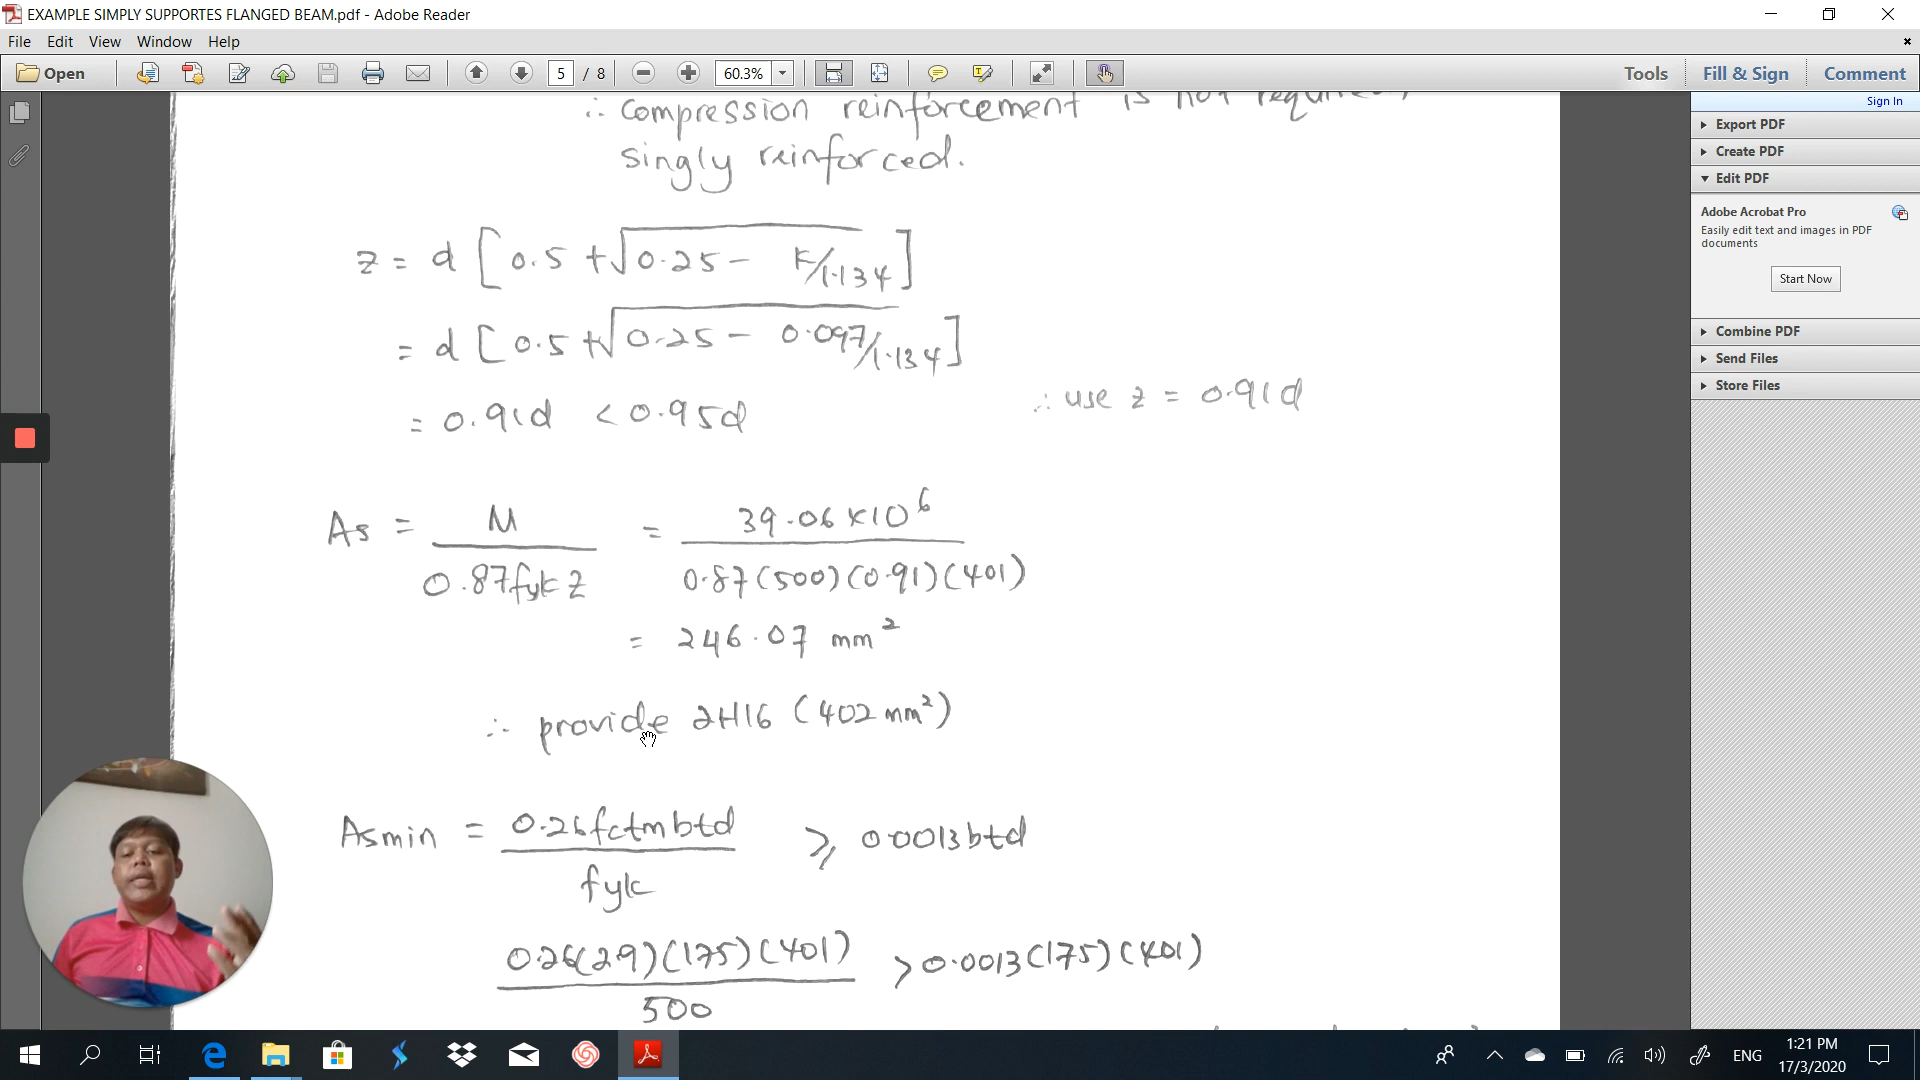 EXAMPLE SIMPLY SUPPORTES FLANGED BEAM.pdf - Adobe Reader
File Edit View Window Help
Open 5 / 8 60.3% Tools Fill & Sign Comment
Sign In
Export PDF
Create PDF
Edit PDF
Adobe Acrobat Pro
Easily edit text and images in PDF
documents
Start Now
Combine PDF
Send Files
Store Files
∴ compression reinforcement is not required,
singly reinforced.
z = d [0.5 + √0.25 - K/1.134]
= d [0.5 + √0.25 - 0.097/1.134]
= 0.91d < 0.95d ∴ use z = 0.91d
As = M / 0.87fykz = 39.06 x 10⁶ / 0.87(500)(0.91)(401)
= 246.07 mm²
∴ provide 2H16 (402 mm²)
Asmin = 0.26fctmbtd / fyk ⩾ 0.0013btd
0.26(2.9)(175)(401) / 500 > 0.0013(175)(401)
ENG
1:21 PM
17/3/2020